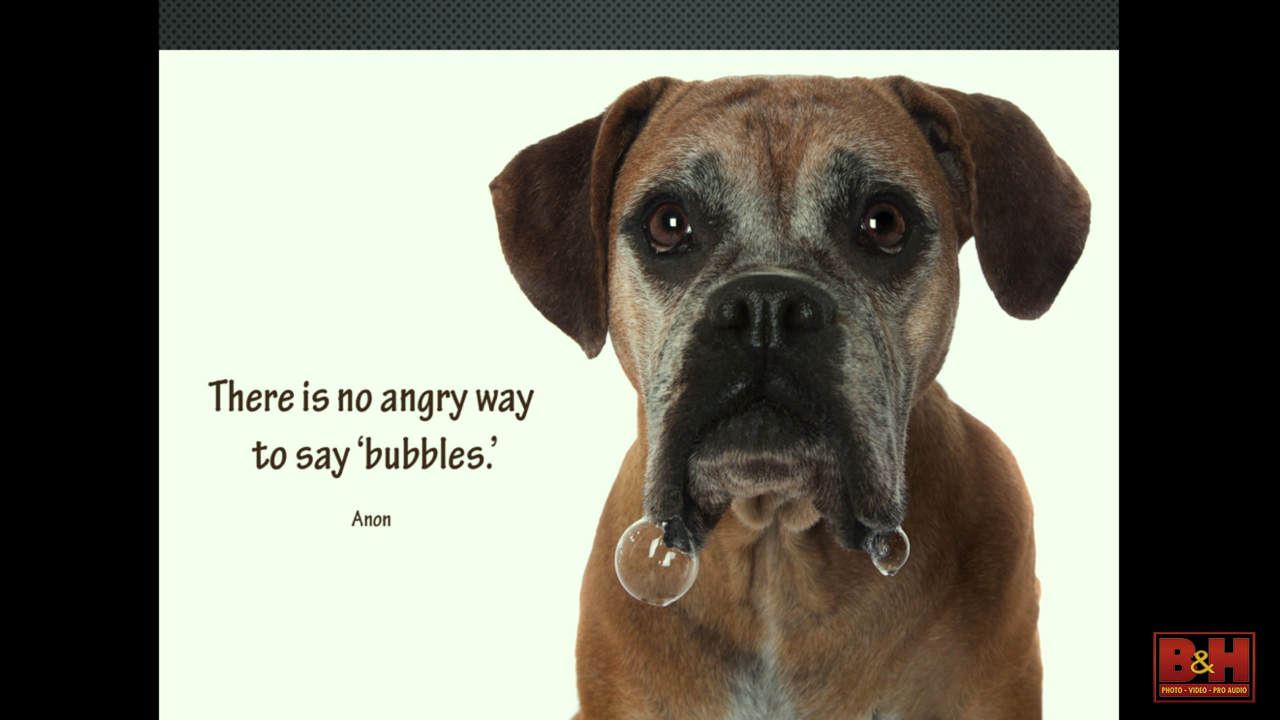 There is no angry way
to say ‘bubbles.’
Anon
B&H
PHOTO - VIDEO - PRO AUDIO